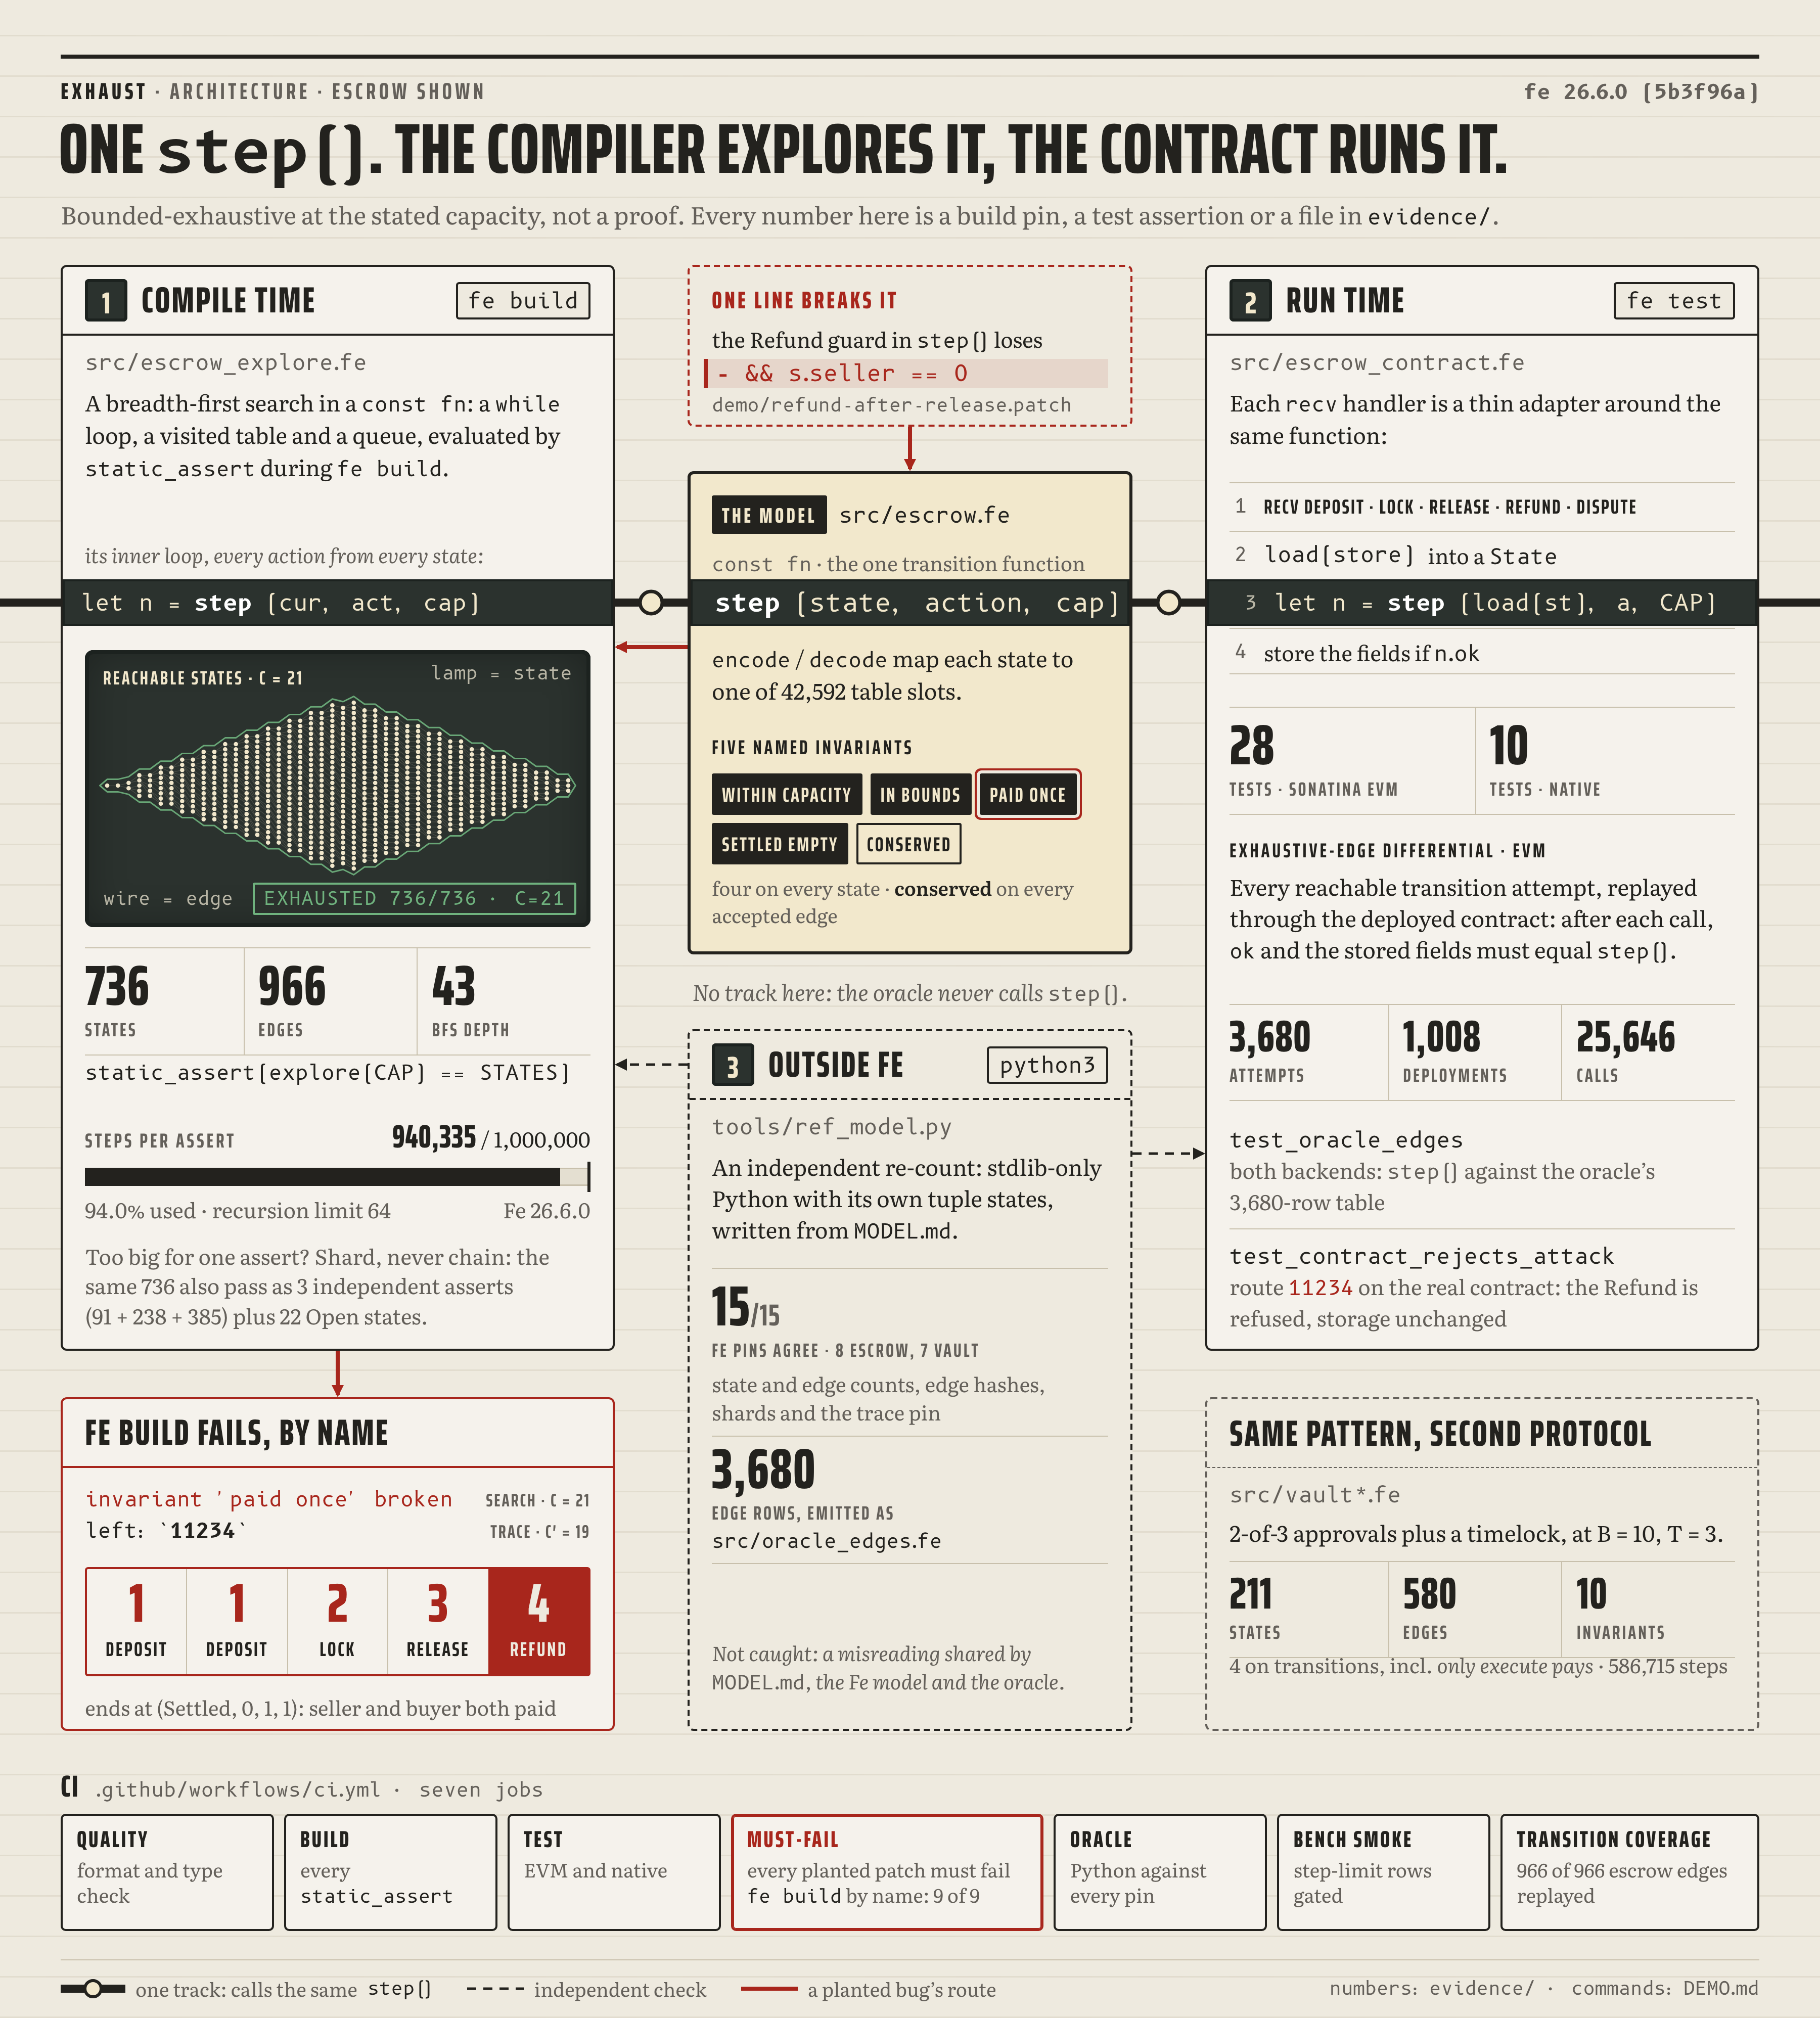 EXHAUST · ARCHITECTURE · ESCROW SHOWN
fe 26.6.0 (5b3f96a)
ONE step(). THE COMPILER EXPLORES IT, THE CONTRACT RUNS IT.
Bounded-exhaustive at the stated capacity, not a proof. Every number here is a build pin, a test assertion or a file in evidence/.
1 COMPILE TIME
fe build
src/escrow_explore.fe
A breadth-first search in a const fn: a while
loop, a visited table and a queue, evaluated by
static_assert during fe build.
its inner loop, every action from every state:
let n = step (cur, act, cap)
REACHABLE STATES · C = 21
lamp = state
wire = edge
EXHAUSTED 736/736 · C=21
736
STATES
966
EDGES
43
BFS DEPTH
static_assert(explore(CAP) == STATES)
STEPS PER ASSERT
940,335 / 1,000,000
94.0% used · recursion limit 64
Fe 26.6.0
Too big for one assert? Shard, never chain: the
same 736 also pass as 3 independent asserts
(91 + 238 + 385) plus 22 Open states.
FE BUILD FAILS, BY NAME
invariant 'paid once' broken
SEARCH · C = 21
left: `11234`
TRACE · C′ = 19
1
DEPOSIT
1
DEPOSIT
2
LOCK
3
RELEASE
4
REFUND
ends at (Settled, 0, 1, 1): seller and buyer both paid
ONE LINE BREAKS IT
the Refund guard in step() loses
- && s.seller == 0
demo/refund-after-release.patch
THE MODEL src/escrow.fe
const fn · the one transition function
step (state, action, cap)
encode / decode map each state to
one of 42,592 table slots.
FIVE NAMED INVARIANTS
WITHIN CAPACITY IN BOUNDS PAID ONCE
SETTLED EMPTY CONSERVED
four on every state · conserved on every
accepted edge
No track here: the oracle never calls step().
3 OUTSIDE FE
python3
tools/ref_model.py
An independent re-count: stdlib-only
Python with its own tuple states,
written from MODEL.md.
15/15
FE PINS AGREE · 8 ESCROW, 7 VAULT
state and edge counts, edge hashes,
shards and the trace pin
3,680
EDGE ROWS, EMITTED AS
src/oracle_edges.fe
Not caught: a misreading shared by
MODEL.md, the Fe model and the oracle.
2 RUN TIME
fe test
src/escrow_contract.fe
Each recv handler is a thin adapter around the
same function:
1 RECV DEPOSIT · LOCK · RELEASE · REFUND · DISPUTE
2 load(store) into a State
3 let n = step (load(st), a, CAP)
4 store the fields if n.ok
28
TESTS · SONATINA EVM
10
TESTS · NATIVE
EXHAUSTIVE-EDGE DIFFERENTIAL · EVM
Every reachable transition attempt, replayed
through the deployed contract: after each call,
ok and the stored fields must equal step().
3,680
ATTEMPTS
1,008
DEPLOYMENTS
25,646
CALLS
test_oracle_edges
both backends: step() against the oracle's
3,680-row table
test_contract_rejects_attack
route 11234 on the real contract: the Refund is
refused, storage unchanged
SAME PATTERN, SECOND PROTOCOL
src/vault*.fe
2-of-3 approvals plus a timelock, at B = 10, T = 3.
211
STATES
580
EDGES
10
INVARIANTS
4 on transitions, incl. only execute pays · 586,715 steps
CI .github/workflows/ci.yml · seven jobs
QUALITY
format and type
check
BUILD
every
static_assert
TEST
EVM and native
MUST-FAIL
every planted patch must fail
fe build by name: 9 of 9
ORACLE
Python against
every pin
BENCH SMOKE
step-limit rows
gated
TRANSITION COVERAGE
966 of 966 escrow edges
replayed
one track: calls the same step()
independent check
a planted bug's route
numbers: evidence/ · commands: DEMO.md